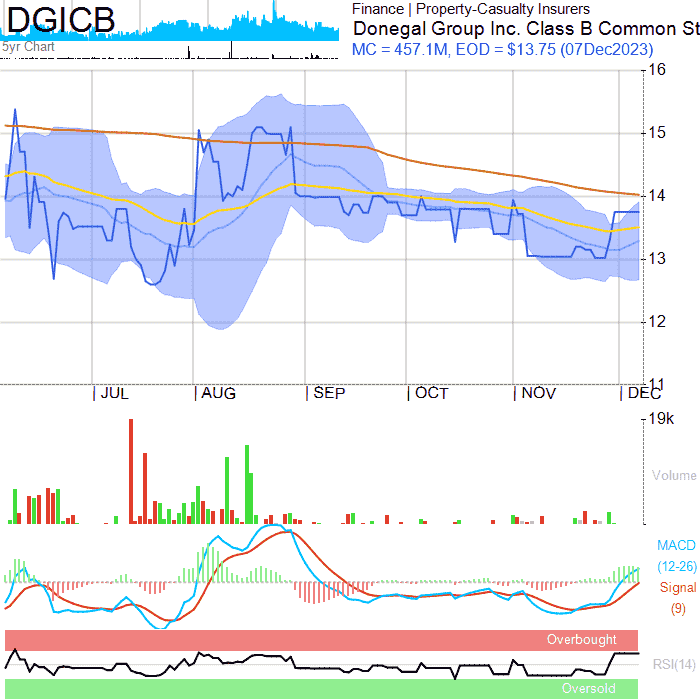 DGICB
Finance | Property-Casualty Insurers
Donegal Group Inc. Class B Common St
5yr Chart
MC = 457.1M, EOD = $13.75 (07Dec2023)
16
15
14
13
12
11
JUL
AUG
SEP
OCT
NOV
DEC
19k
Volume
MACD
(12-26)
Signal
(9)
Overbought
RSI(14)
Oversold